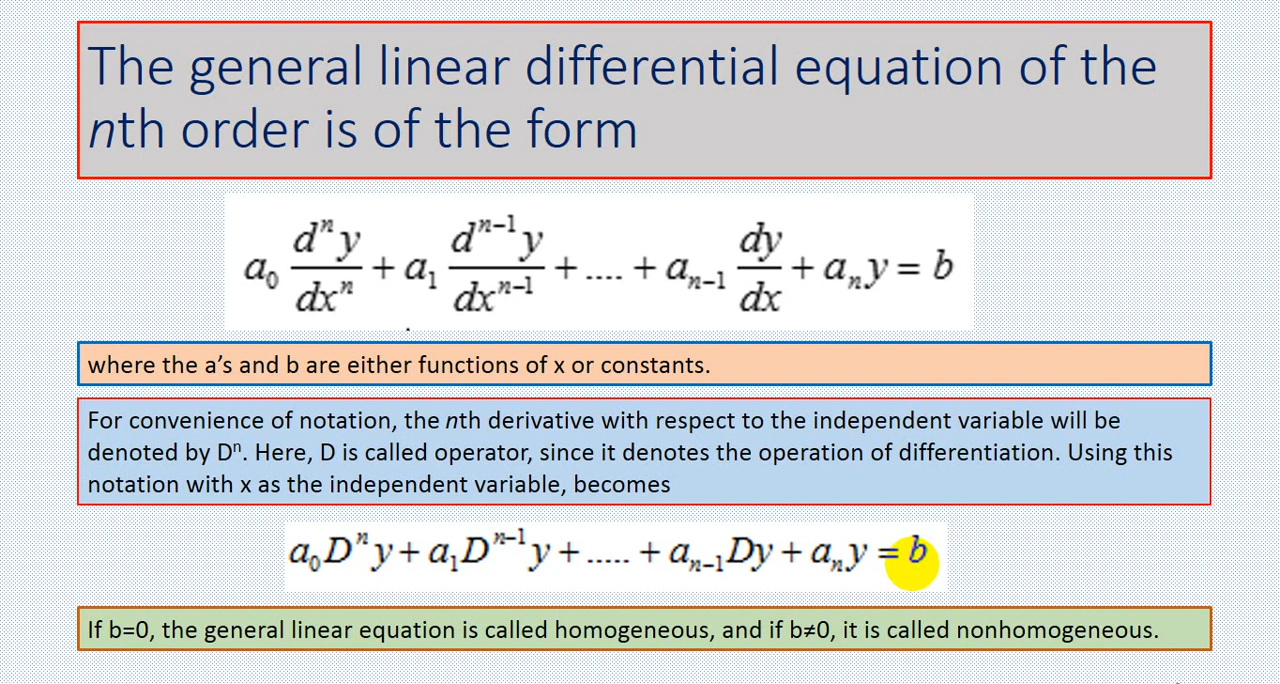 The general linear differential equation of the
nth order is of the form
a₀ dⁿy/dxⁿ + a₁ dⁿ⁻¹y/dxⁿ⁻¹ + .... + aₙ₋₁ dy/dx + aₙy = b
where the a’s and b are either functions of x or constants.
For convenience of notation, the nth derivative with respect to the independent variable will be
denoted by Dⁿ. Here, D is called operator, since it denotes the operation of differentiation. Using this
notation with x as the independent variable, becomes
a₀Dⁿy + a₁Dⁿ⁻¹y + ..... + aₙ₋₁Dy + aₙy = b
If b=0, the general linear equation is called homogeneous, and if b≠0, it is called nonhomogeneous.